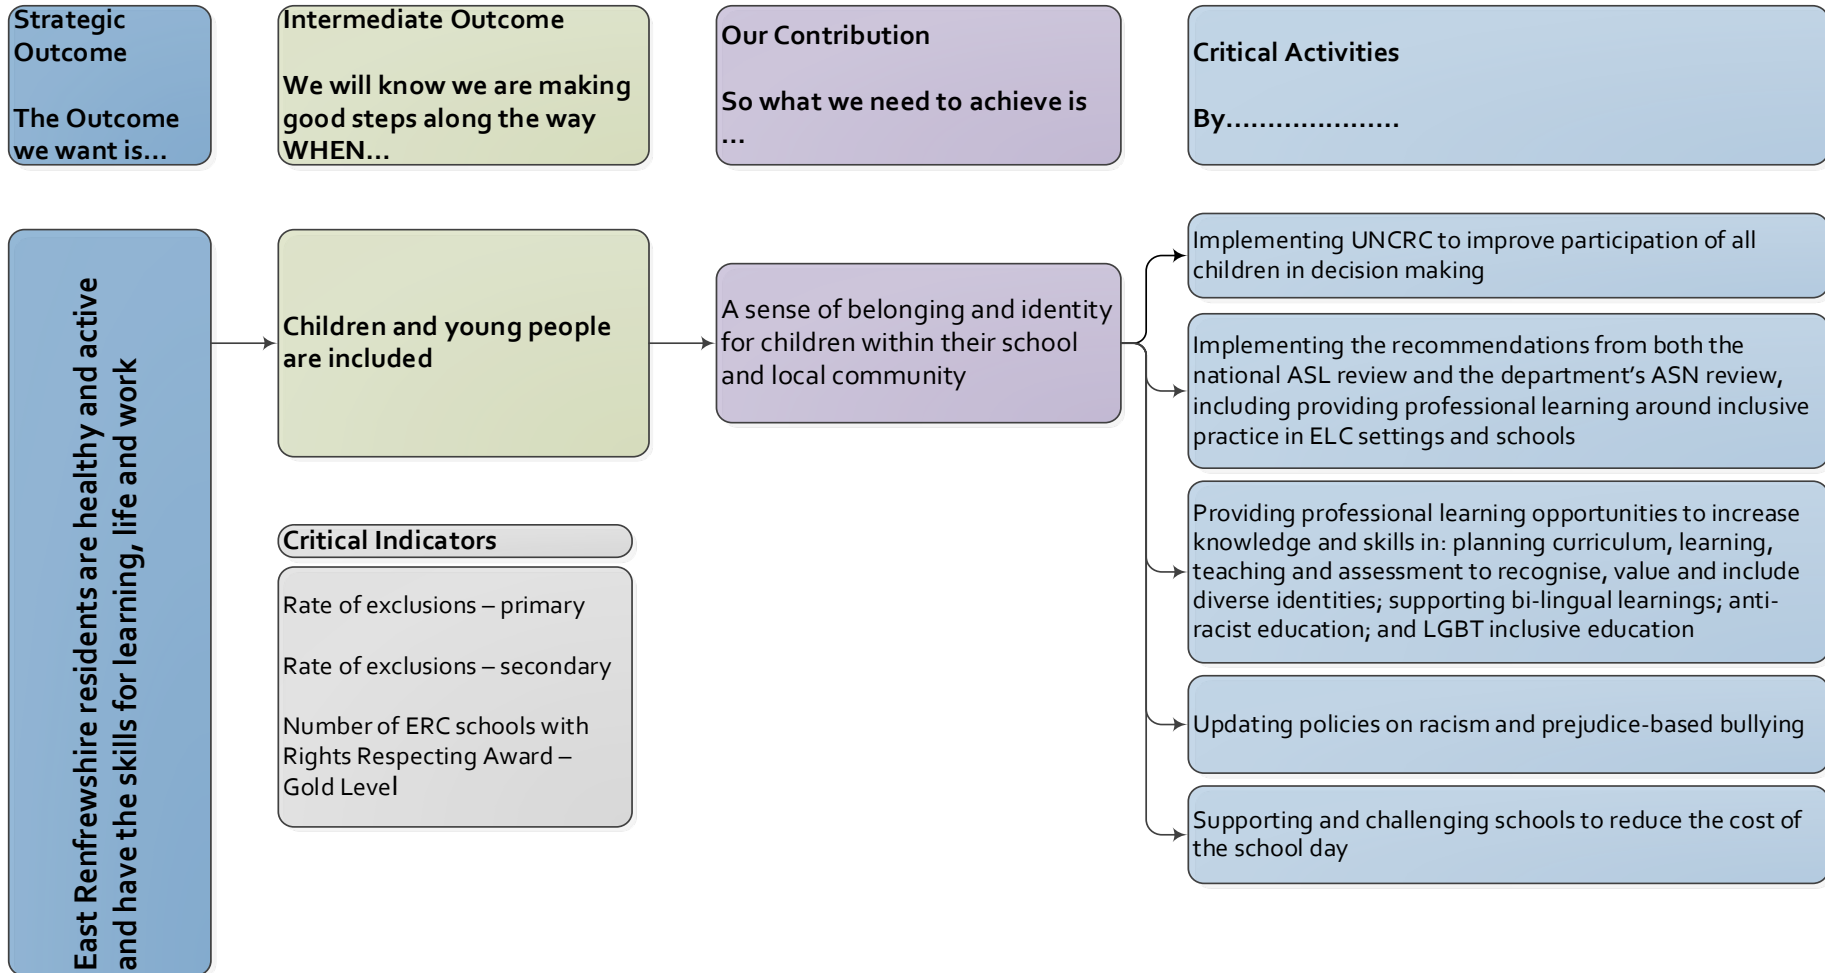 Strategic
Outcome
The Outcome
we want is...
Intermediate Outcome
We will know we are making
good steps along the way
WHEN...
Our Contribution
So what we need to achieve is
...
Critical Activities
By.....................
East Renfrewshire residents are healthy and active
and have the skills for learning, life and work
Children and young people
are included
Critical Indicators
Rate of exclusions – primary
Rate of exclusions – secondary
Number of ERC schools with
Rights Respecting Award –
Gold Level
A sense of belonging and identity
for children within their school
and local community
Implementing UNCRC to improve participation of all
children in decision making
Implementing the recommendations from both the
national ASL review and the department’s ASN review,
including providing professional learning around inclusive
practice in ELC settings and schools
Providing professional learning opportunities to increase
knowledge and skills in: planning curriculum, learning,
teaching and assessment to recognise, value and include
diverse identities; supporting bi-lingual learnings; anti-
racist education; and LGBT inclusive education
Updating policies on racism and prejudice-based bullying
Supporting and challenging schools to reduce the cost of
the school day